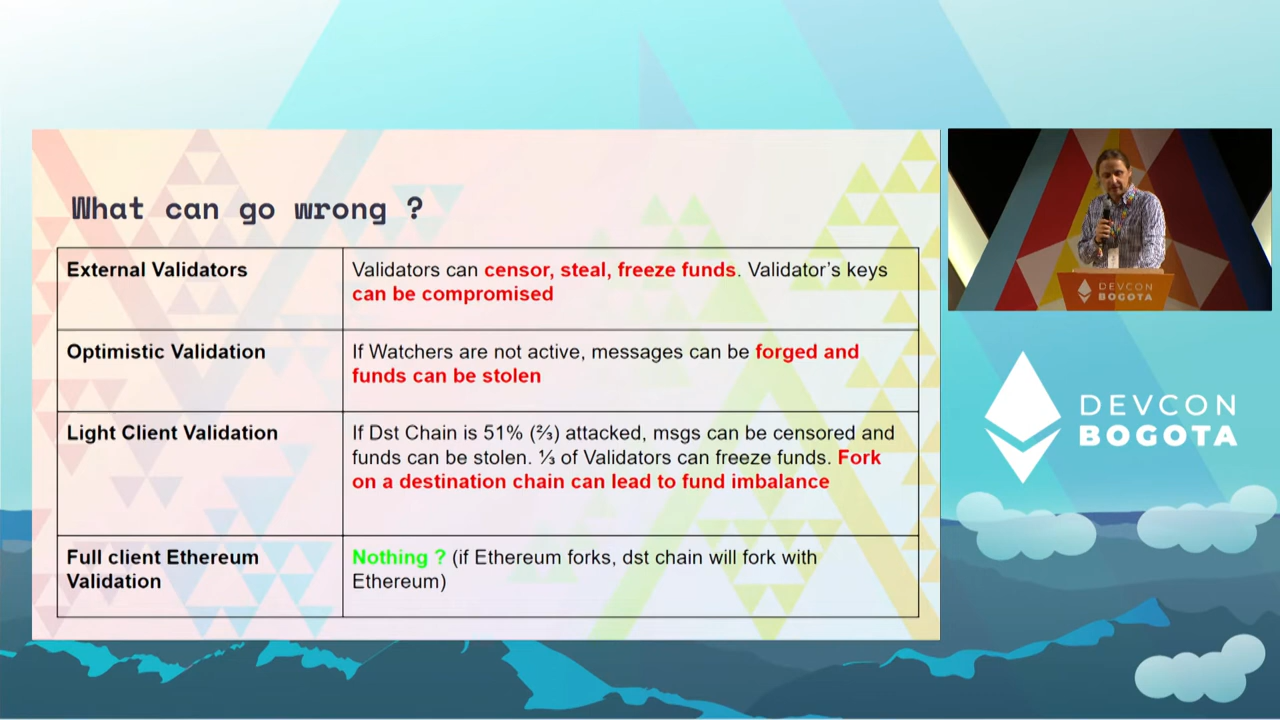 What can go wrong ?
External Validators
Validators can censor, steal, freeze funds. Validator’s keys
can be compromised
Optimistic Validation
If Watchers are not active, messages can be forged and
funds can be stolen
Light Client Validation
If Dst Chain is 51% (⅔) attacked, msgs can be censored and
funds can be stolen. ⅓ of Validators can freeze funds. Fork
on a destination chain can lead to fund imbalance
Full client Ethereum
Validation
Nothing ? (if Ethereum forks, dst chain will fork with
Ethereum)
DEVCON
BOGOTA
DEVCON
BOGOTA